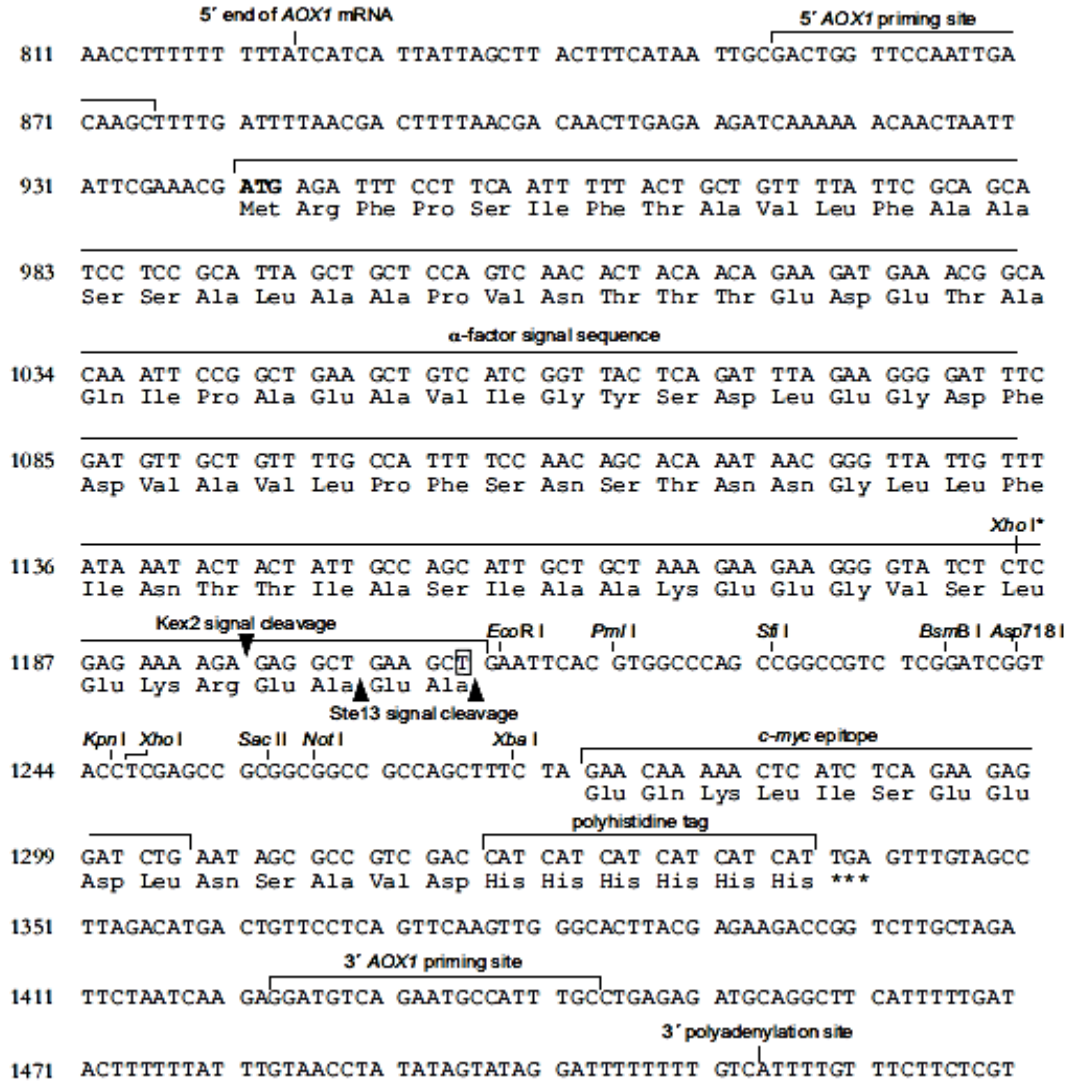 5´ end of AOX1 mRNA 5´ AOX1 priming site
811 AACCTTTTTT TTTATCATCA TTATTAGCTT ACTTTCATAA TTGCGACTGG TTCCAATTGA
871 CAAGCTTTTG ATTTTAACGA CTTTTAACGA CAACTTGAGA AGATCAAAAA ACAACTAATT
931 ATTCGAAACG ATG AGA TTT CCT TCA ATT TTT ACT GCT GTT TTA TTC GCA GCA
Met Arg Phe Pro Ser Ile Phe Thr Ala Val Leu Phe Ala Ala
983 TCC TCC GCA TTA GCT GCT CCA GTC AAC ACT ACA ACA GAA GAT GAA ACG GCA
Ser Ser Ala Leu Ala Ala Pro Val Asn Thr Thr Thr Glu Asp Glu Thr Ala
α-factor signal sequence
1034 CAA ATT CCG GCT GAA GCT GTC ATC GGT TAC TCA GAT TTA GAA GGG GAT TTC
Gln Ile Pro Ala Glu Ala Val Ile Gly Tyr Ser Asp Leu Glu Gly Asp Phe
1085 GAT GTT GCT GTT TTG CCA TTT TCC AAC AGC ACA AAT AAC GGG TTA TTG TTT
Asp Val Ala Val Leu Pro Phe Ser Asn Ser Thr Asn Asn Gly Leu Leu Phe
Xho I*
1136 ATA AAT ACT ACT ATT GCC AGC ATT GCT GCT AAA GAA GAA GGG GTA TCT CTC
Ile Asn Thr Thr Ile Ala Ser Ile Ala Ala Lys Glu Glu Gly Val Ser Leu
Kex2 signal cleavage EcoR I Pml I Sfi I BsmB I Asp718 I
1187 GAG AAA AGA GAG GCT GAA GCT GAATTCAC GTGGCCCAG CCGGCCGTC TCGGATCGGT
Glu Lys Arg Glu Ala Glu Ala
Ste13 signal cleavage
Kpn I Xho I Sac II Not I Xba I c-myc epitope
1244 ACCTCGAGCC GCGGCGGCC GCCAGCTTTC TA GAA CAA AAA CTC ATC TCA GAA GAG
Glu Gln Lys Leu Ile Ser Glu Glu
polyhistidine tag
1299 GAT CTG AAT AGC GCC GTC GAC CAT CAT CAT CAT CAT CAT TGA GTTTGTAGCC
Asp Leu Asn Ser Ala Val Asp His His His His His His ***
1351 TTAGACATGA CTGTTCCTCA GTTCAAGTTG GGCACTTACG AGAAGACCGG TCTTGCTAGA
3´ AOX1 priming site
1411 TTCTAATCAA GAGGATGTCA GAATGCCATT TGCCTGAGAG ATGCAGGCTT CATTTTTGAT
3´ polyadenylation site
1471 ACTTTTTTAT TTGTAACCTA TATAGTATAG GATTTTTTTT GTCATTTTGT TTCTTCTCGT